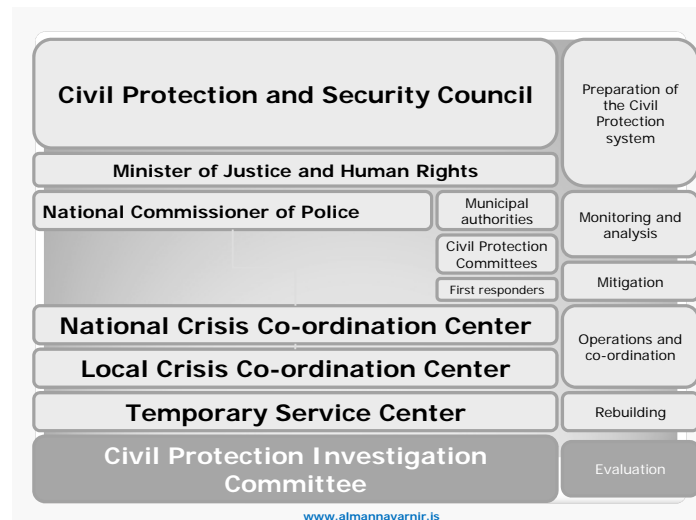 Civil Protection and Security Council
Preparation of
the Civil
Protection
system
Minister of Justice and Human Rights
National Commissioner of Police
Municipal
authorities
Monitoring and
analysis
Civil Protection
Committees
Mitigation
First responders
National Crisis Co-ordination Center
Operations and
co-ordination
Local Crisis Co-ordination Center
Temporary Service Center
Rebuilding
Civil Protection Investigation
Committee
Evaluation
www.almannavarnir.is